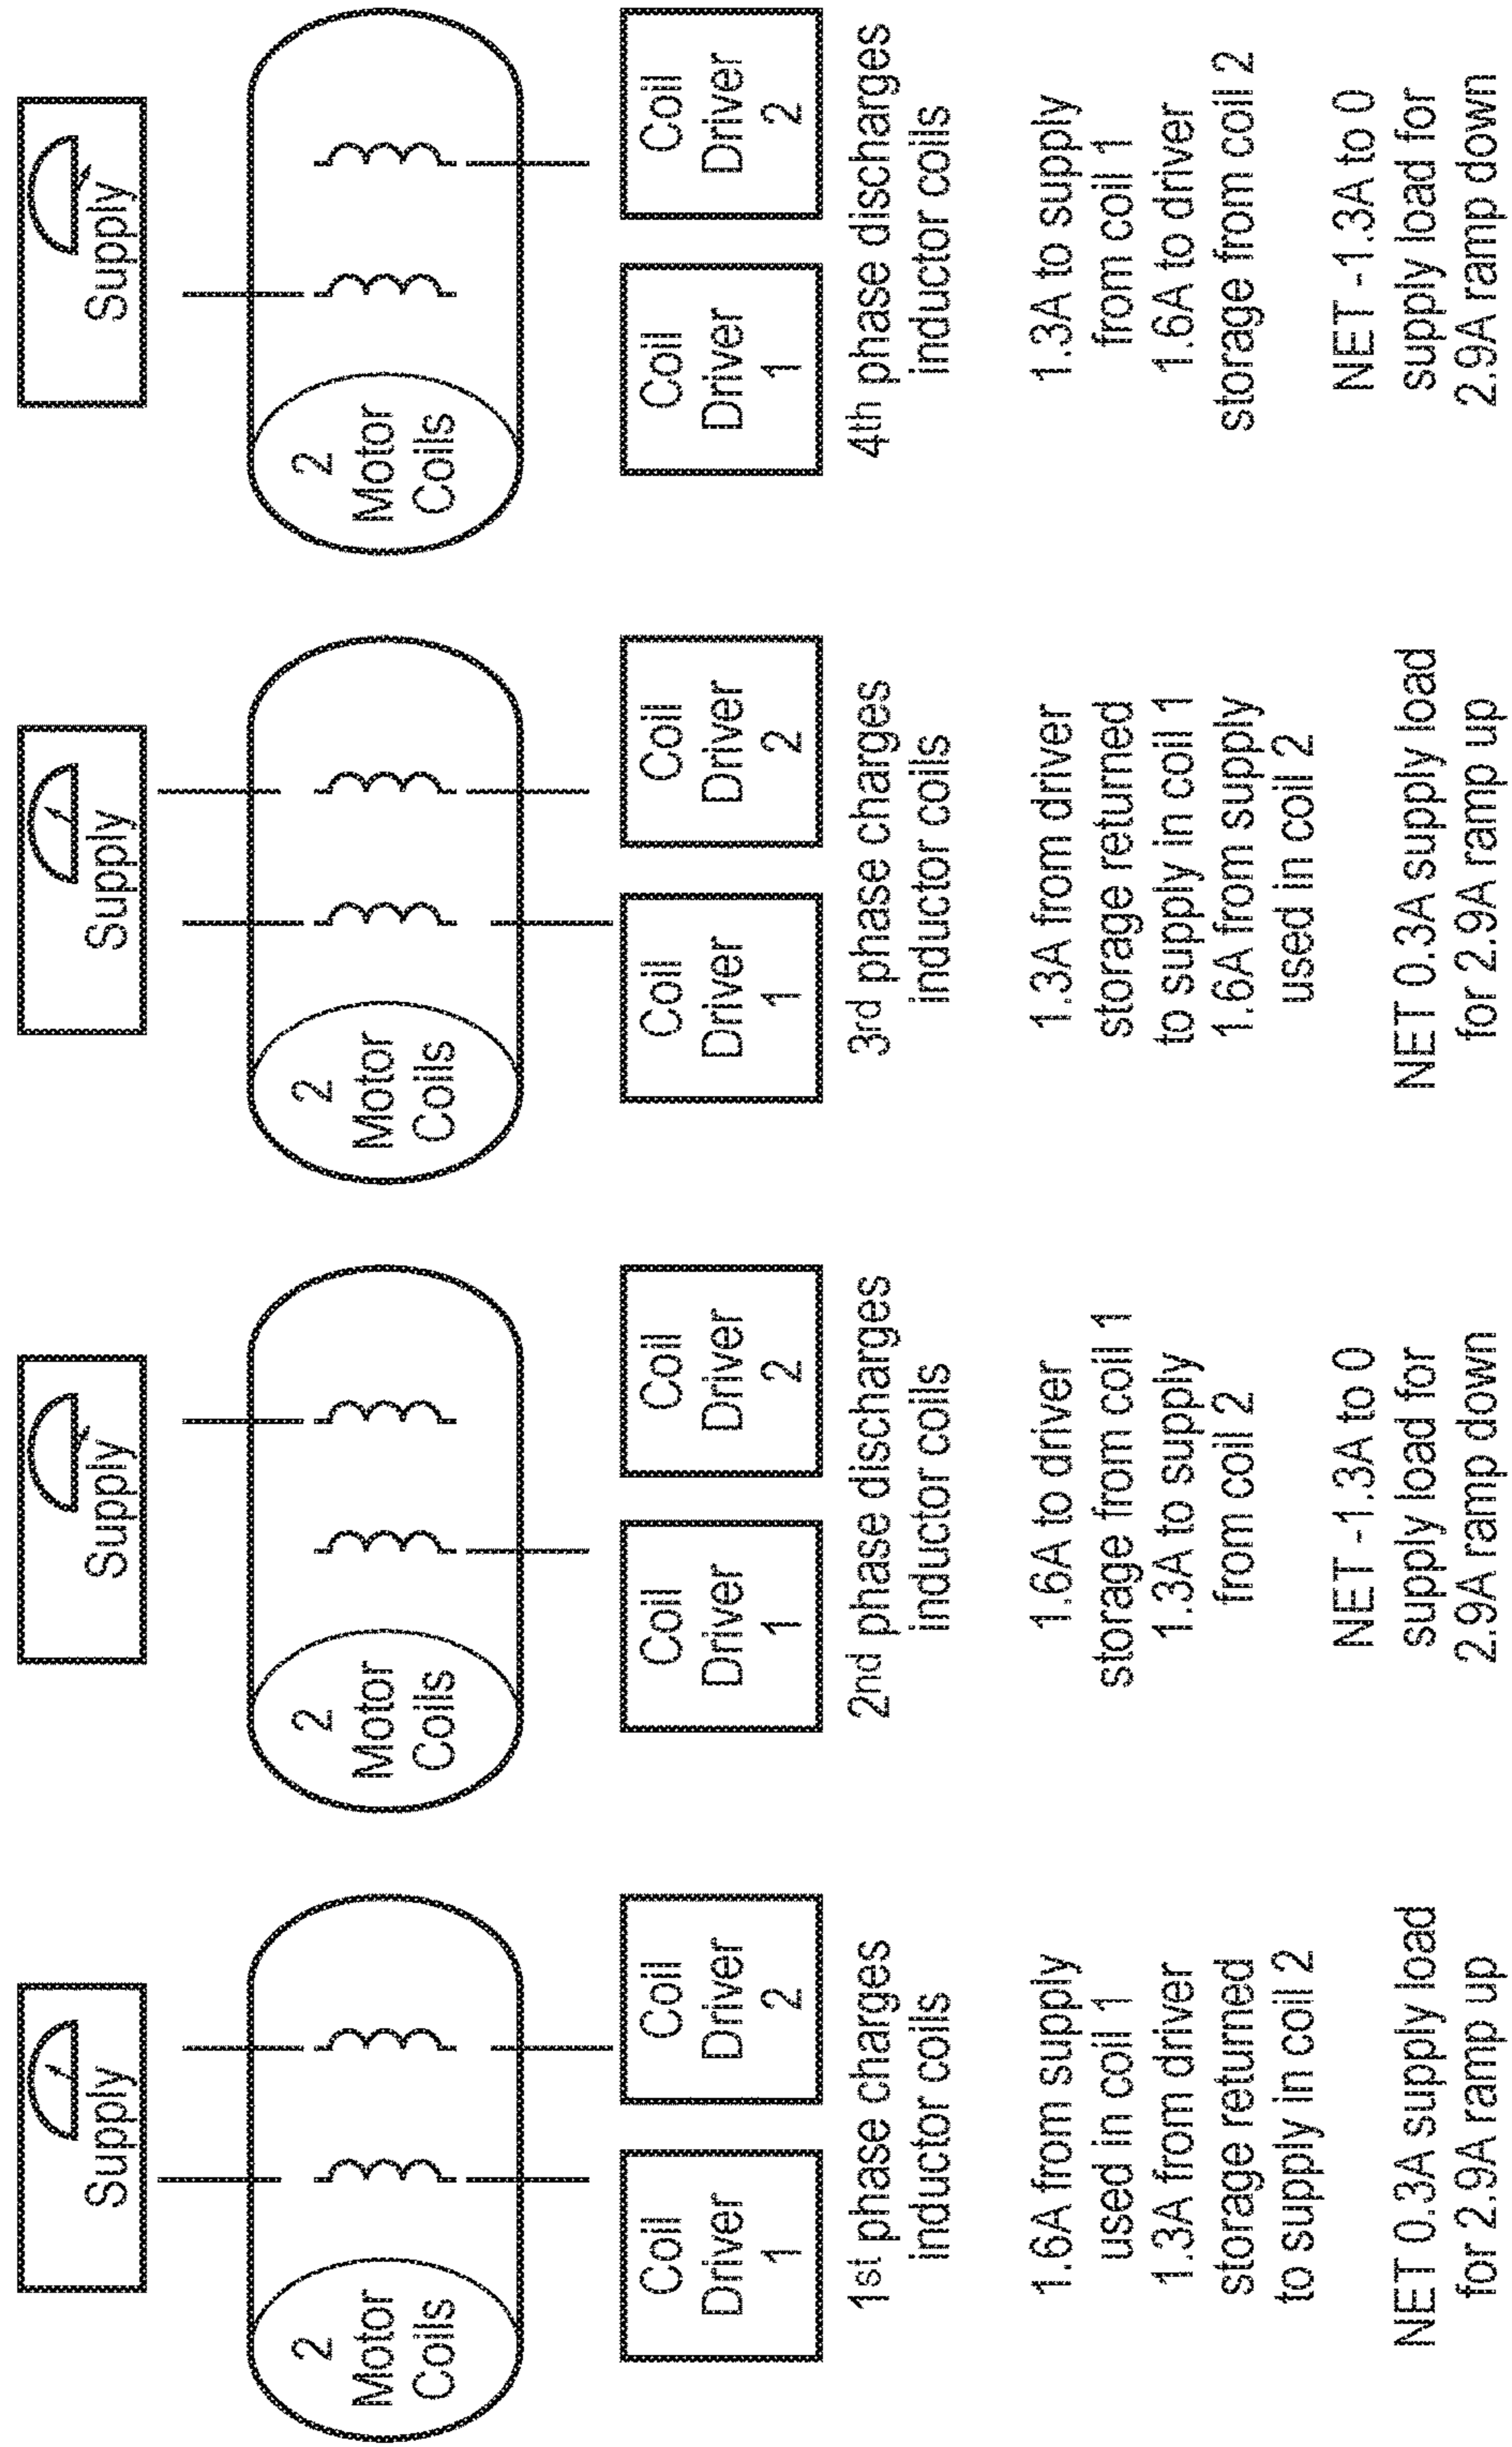 Supply
2
Motor
Coils
Coil
Driver
1
Coil
Driver
2
1st phase charges
inductor coils
1.6A from supply
used in coil 1
1.3A from driver
storage returned
to supply in coil 2
NET 0.3A supply load
for 2.9A ramp up
Supply
2
Motor
Coils
Coil
Driver
1
Coil
Driver
2
2nd phase discharges
inductor coils
1.6A to driver
storage from coil 1
1.3A to supply
from coil 2
NET -1.3A to 0
supply load for
2.9A ramp down
Supply
2
Motor
Coils
Coil
Driver
1
Coil
Driver
2
3rd phase charges
inductor coils
1.3A from driver
storage returned
to supply in coil 1
1.6A from supply
used in coil 2
NET 0.3A supply load
for 2.9A ramp up
Supply
2
Motor
Coils
Coil
Driver
1
Coil
Driver
2
4th phase discharges
inductor coils
1.3A to supply
from coil 1
1.6A to driver
storage from coil 2
NET -1.3A to 0
supply load for
2.9A ramp down